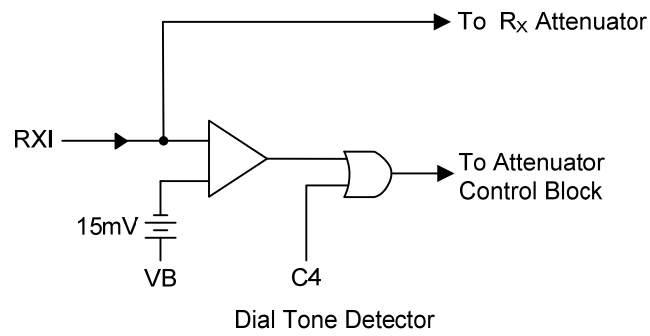 To RX Attenuator
RXI
To Attenuator
Control Block
15mV
VB
C4
Dial Tone Detector